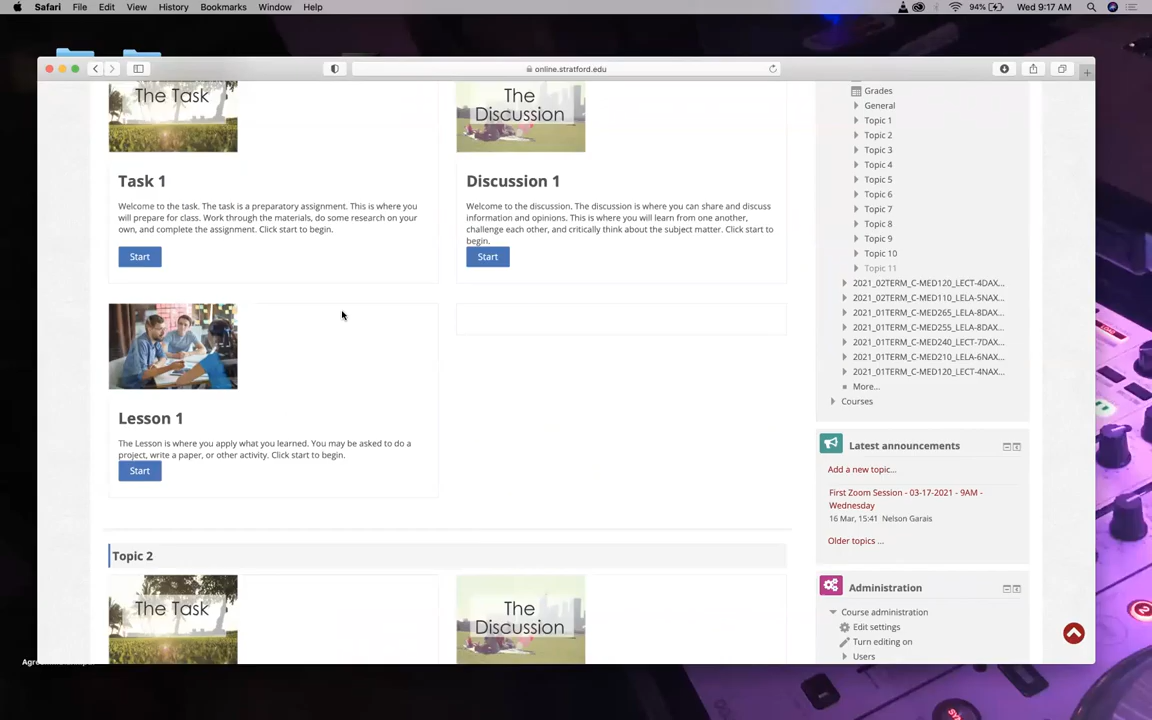 Safari File Edit View History Bookmarks Window Help
94%
Wed 9:17 AM
online.stratford.edu
The Task
The
Discussion
Task 1
Welcome to the task. The task is a preparatory assignment. This is where you
will prepare for class. Work through the materials, do some research on your
own, and complete the assignment. Click start to begin.
Start
Discussion 1
Welcome to the discussion. The discussion is where you can share and discuss
information and opinions. This is where you will learn from one another,
challenge each other, and critically think about the subject matter. Click start to
begin.
Start
Lesson 1
The Lesson is where you apply what you learned. You may be asked to do a
project, write a paper, or other activity. Click start to begin.
Start
Topic 2
The Task
The
Discussion
Grades
General
Topic 1
Topic 2
Topic 3
Topic 4
Topic 5
Topic 6
Topic 7
Topic 8
Topic 9
Topic 10
Topic 11
2021_02TERM_C-MED120_LECT-4DAX...
2021_02TERM_C-MED110_LELA-5NAX...
2021_01TERM_C-MED265_LELA-8DAX...
2021_01TERM_C-MED255_LELA-8DAX...
2021_01TERM_C-MED240_LECT-7DAX...
2021_01TERM_C-MED210_LELA-6NAX...
2021_01TERM_C-MED120_LECT-4NAX...
More...
Courses
Latest announcements
Add a new topic...
First Zoom Session - 03-17-2021 - 9AM -
Wednesday
16 Mar, 15:41 Nelson Garais
Older topics ...
Administration
Course administration
Edit settings
Turn editing on
Users